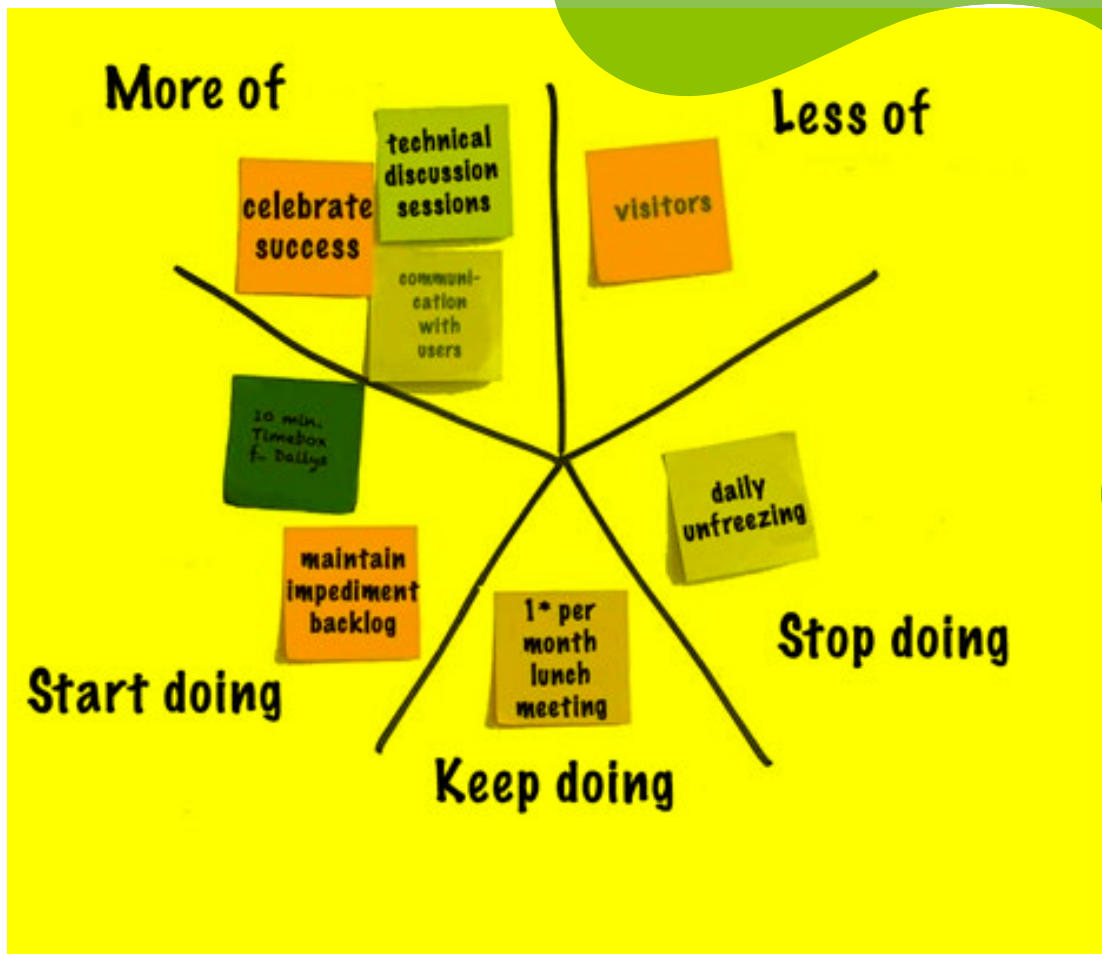 More of
technical
discussion
sessions
celebrate
success
communi-
cation
with
users
Less of
visitors
10 min.
Timebox
f. Dailys
maintain
impediment
backlog
Start doing
1* per
month
lunch
meeting
Keep doing
daily
unfreezing
Stop doing